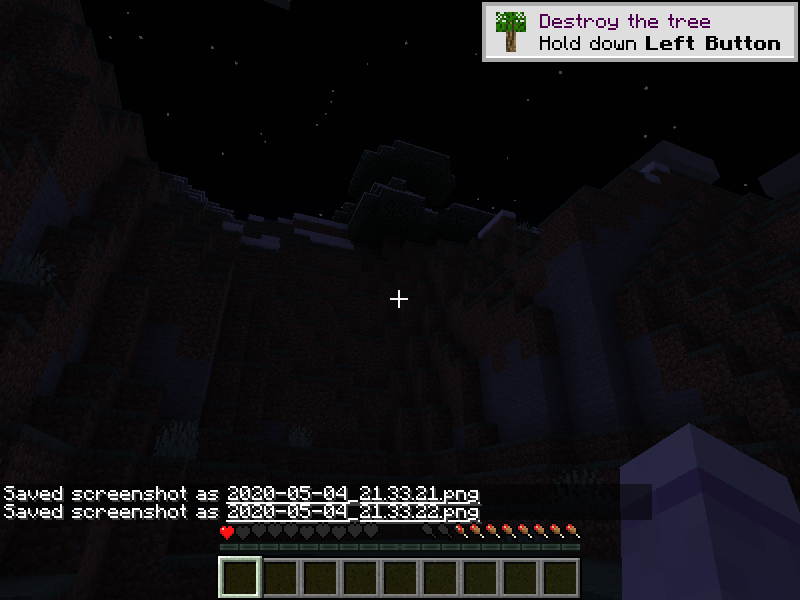 Destroy the tree
Hold down Left Button
Saved screenshot as 2020-05-04_21.33.21.png
Saved screenshot as 2020-05-04_21.33.22.png